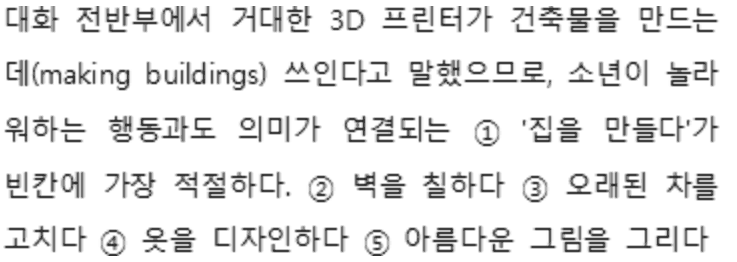 대화 전반부에서 거대한 3D 프린터가 건축물을 만드는
데(making buildings) 쓰인다고 말했으므로, 소년이 놀라
워하는 행동과도 의미가 연결되는 ① '집을 만들다'가
빈칸에 가장 적절하다. ② 벽을 칠하다 ③ 오래된 차를
고치다 ④ 옷을 디자인하다 ⑤ 아름다운 그림을 그리다